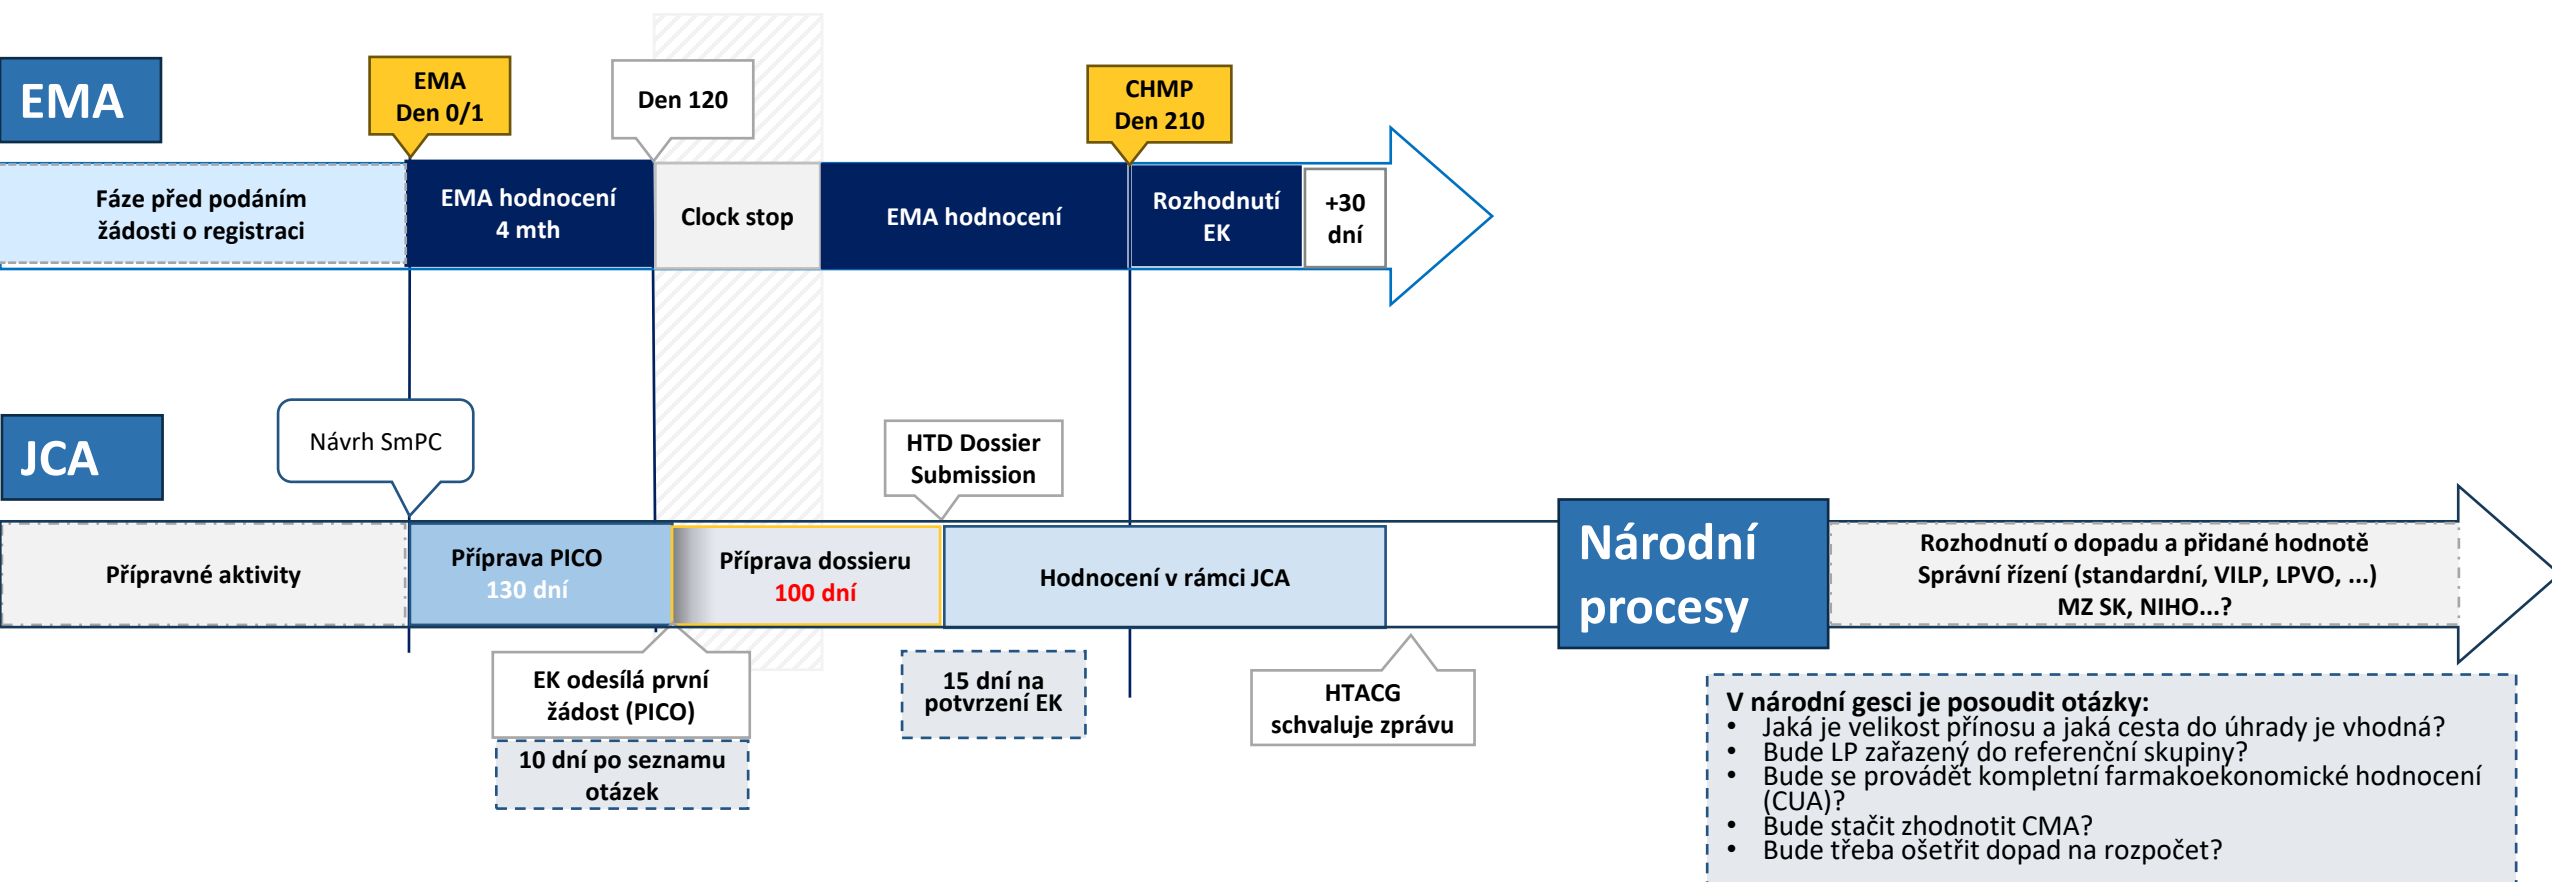 EMA
EMA
Den 0/1
Den 120
CHMP
Den 210
Fáze před podáním
žádosti o registraci
EMA hodnocení
4 mth
Clock stop
EMA hodnocení
Rozhodnutí
EK
+30
dní
JCA
Návrh SmPC
HTD Dossier
Submission
Přípravné aktivity
Příprava PICO
130 dní
Příprava dossieru
100 dní
Hodnocení v rámci JCA
Národní
procesy
Rozhodnutí o dopadu a přidané hodnotě
Správní řízení (standardní, VILP, LPVO, ...)
MZ SK, NIHO...?
EK odesílá první
žádost (PICO)
10 dní po seznamu
otázek
15 dní na
potvrzení EK
HTACG
schvaluje zprávu
V národní gesci je posoudit otázky:
• Jaká je velikost přínosu a jaká cesta do úhrady je vhodná?
• Bude LP zařazený do referenční skupiny?
• Bude se provádět kompletní farmakoekonomické hodnocení
(CUA)?
• Bude stačit zhodnotit CMA?
• Bude třeba ošetřit dopad na rozpočet?